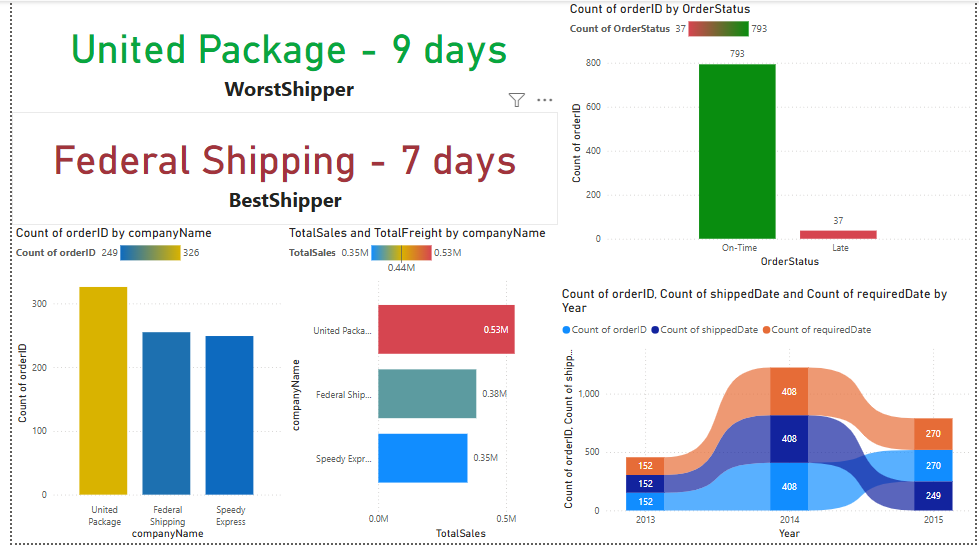 United Package - 9 days
WorstShipper
Federal Shipping - 7 days
BestShipper
Count of orderID by OrderStatus
Count of OrderStatus 37 793
Count of orderID
800
600
400
200
0
793
37
On-Time
Late
OrderStatus
Count of orderID by companyName
Count of orderID 249 326
Count of orderID
300
200
100
0
United
Package
Federal
Shipping
Speedy
Express
companyName
TotalSales and TotalFreight by companyName
TotalSales 0.35M 0.53M
0.44M
companyName
United Packa... 0.53M
Federal Ship... 0.38M
Speedy Expr... 0.35M
0.0M 0.5M
TotalSales
Count of orderID, Count of shippedDate and Count of requiredDate by
Year
Count of orderID Count of shippedDate Count of requiredDate
Count of orderID, Count of shipp...
1,000
500
0
152
152
152
408
408
408
270
270
249
2013 2014 2015
Year